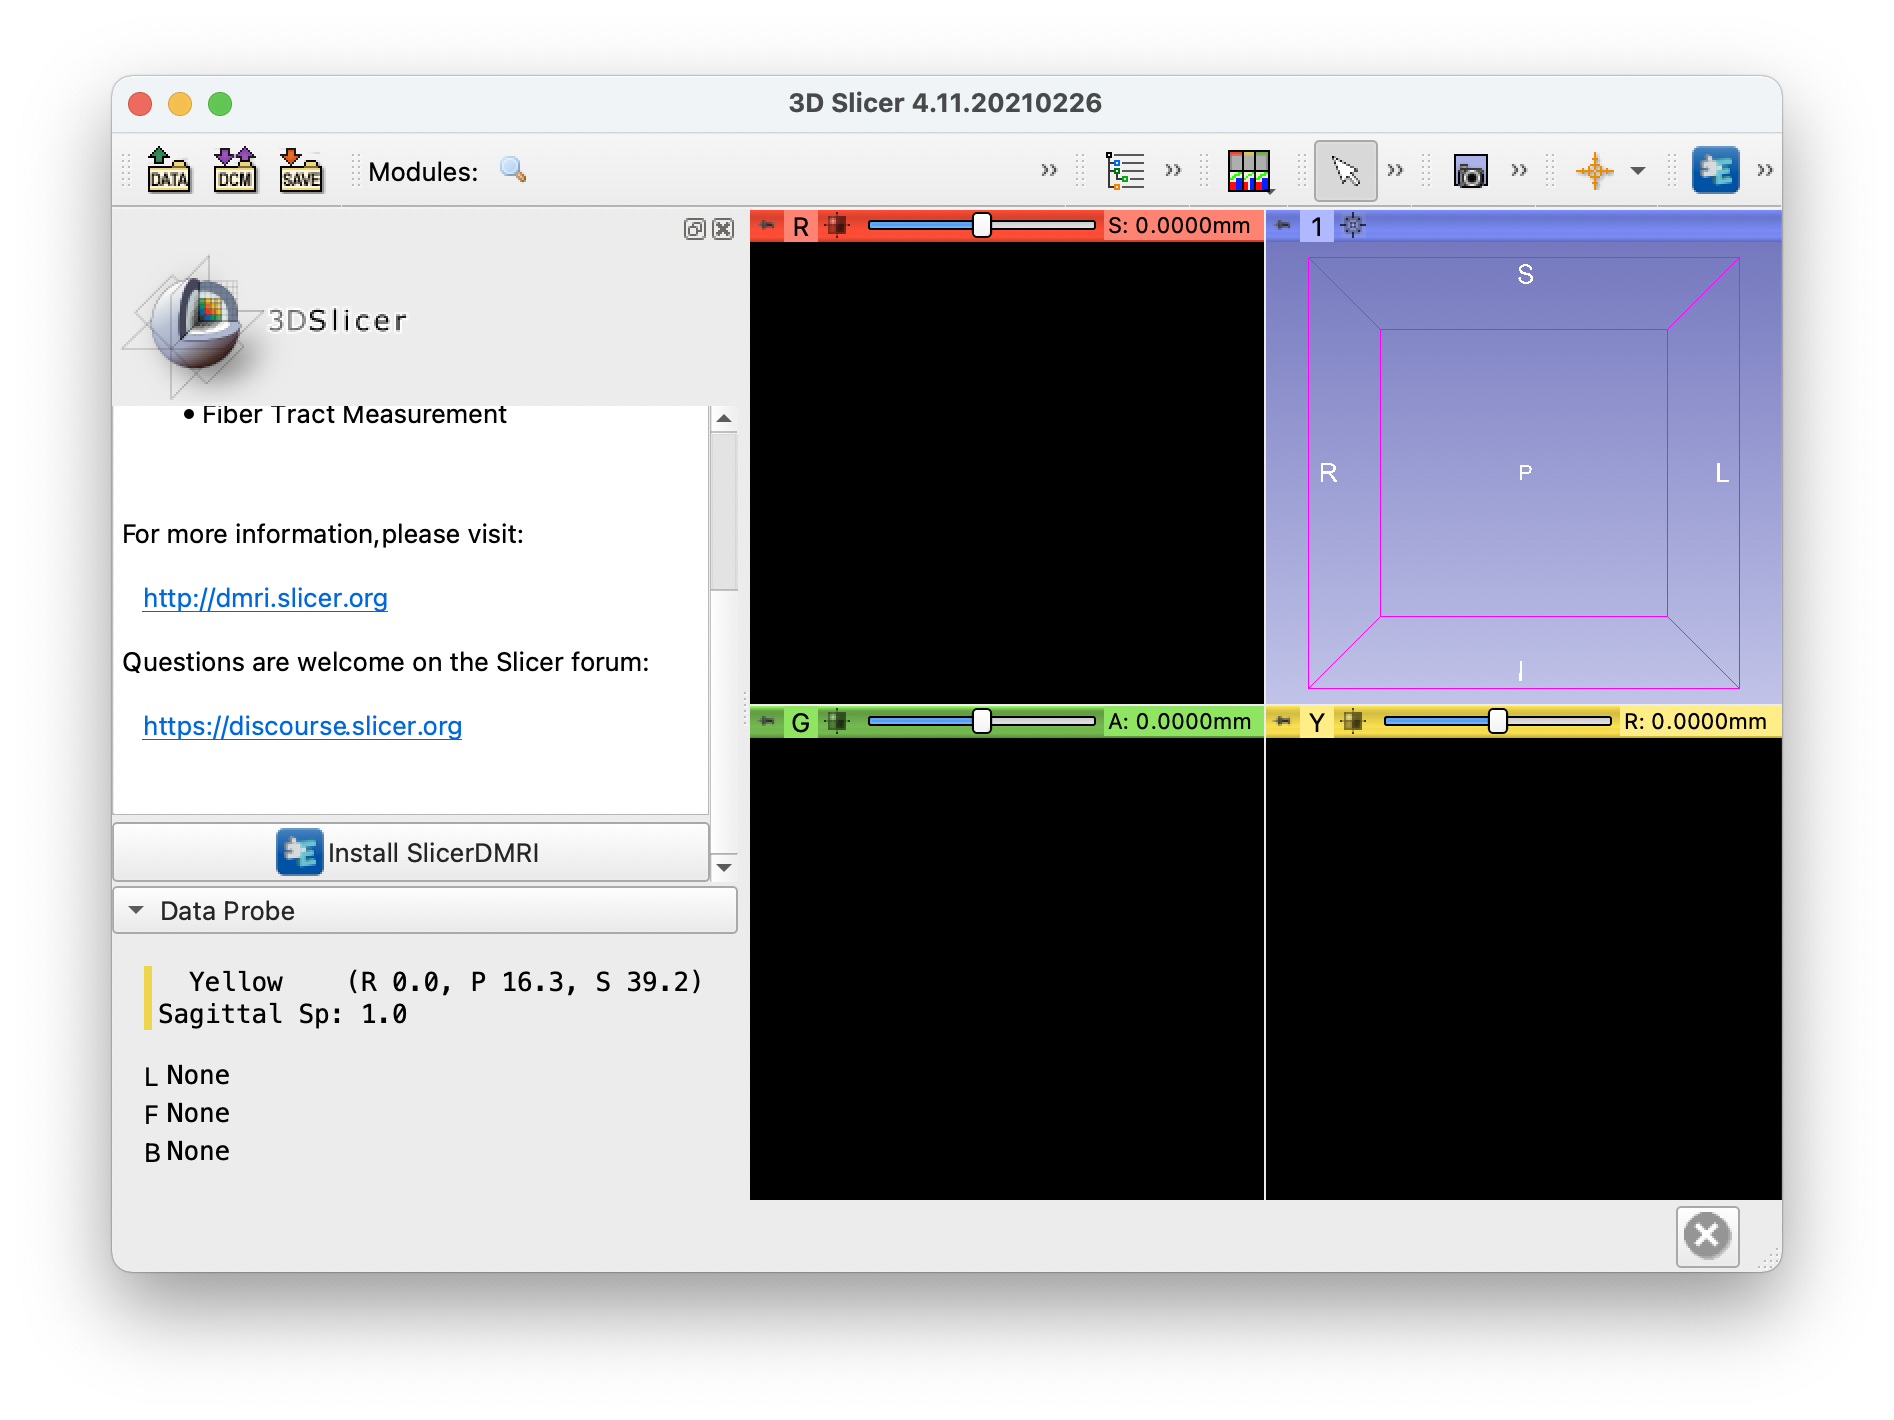 3D Slicer 4.11.20210226
DATA
DCM
SAVE
Modules:
3DSlicer
• Fiber Tract Measurement
For more information,please visit:
http://dmri.slicer.org
Questions are welcome on the Slicer forum:
https://discourse.slicer.org
Install SlicerDMRI
Data Probe
Yellow (R 0.0, P 16.3, S 39.2)
Sagittal Sp: 1.0
L None
F None
B None
R
S: 0.0000mm
1
S
R
P
L
I
G
A: 0.0000mm
Y
R: 0.0000mm